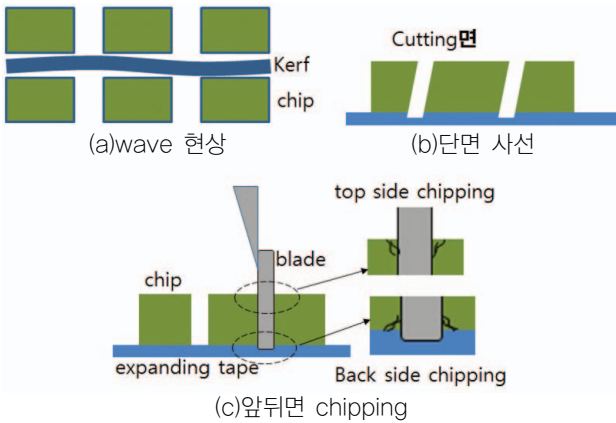 Kerf
chip
(a)wave 현상
Cutting면
(b)단면 사선
top side chipping
blade
chip
expanding tape
Back side chipping
(c)앞뒤면 chipping